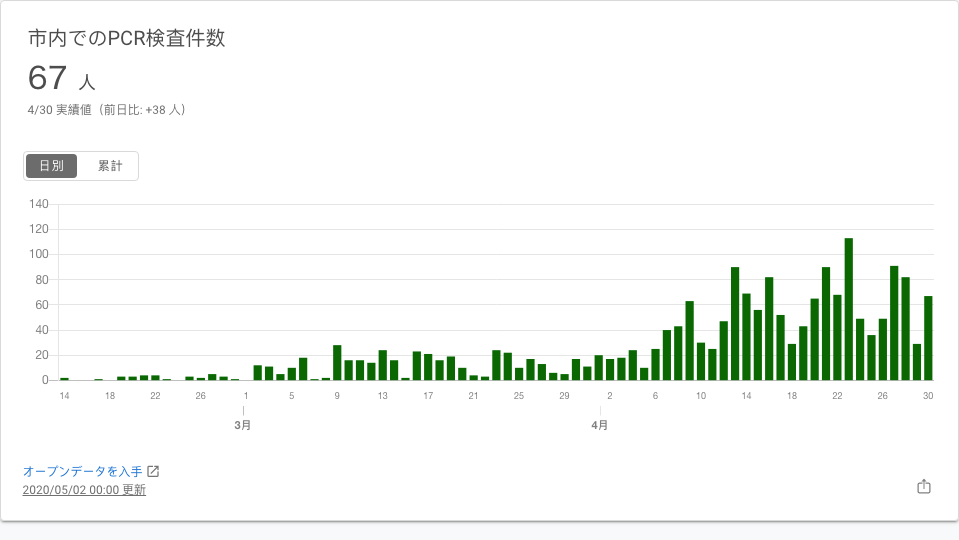 市内でのPCR検査件数
67 人
4/30 実績値（前日比: +38 人）
日別 累計
140
120
100
80
60
40
20
0
14 18 22 26 1 5 9 13 17 21 25 29 2 6 10 14 18 22 26 30
3月 4月
オープンデータを入手
2020/05/02 00:00 更新